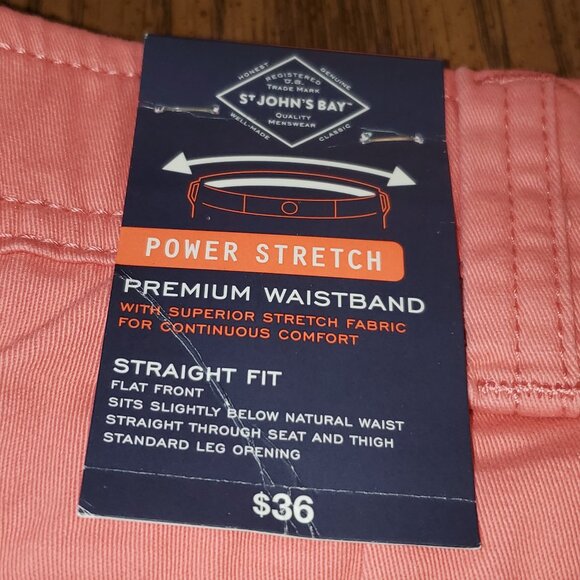 REGISTERED
U.S.
TRADE MARK
HONEST
GENUINE
ST JOHN'S BAY™
QUALITY
MENSWEAR
WELL-MADE
CLASSIC
POWER STRETCH
PREMIUM WAISTBAND
WITH SUPERIOR STRETCH FABRIC
FOR CONTINUOUS COMFORT
STRAIGHT FIT
FLAT FRONT
SITS SLIGHTLY BELOW NATURAL WAIST
STRAIGHT THROUGH SEAT AND THIGH
STANDARD LEG OPENING
$36